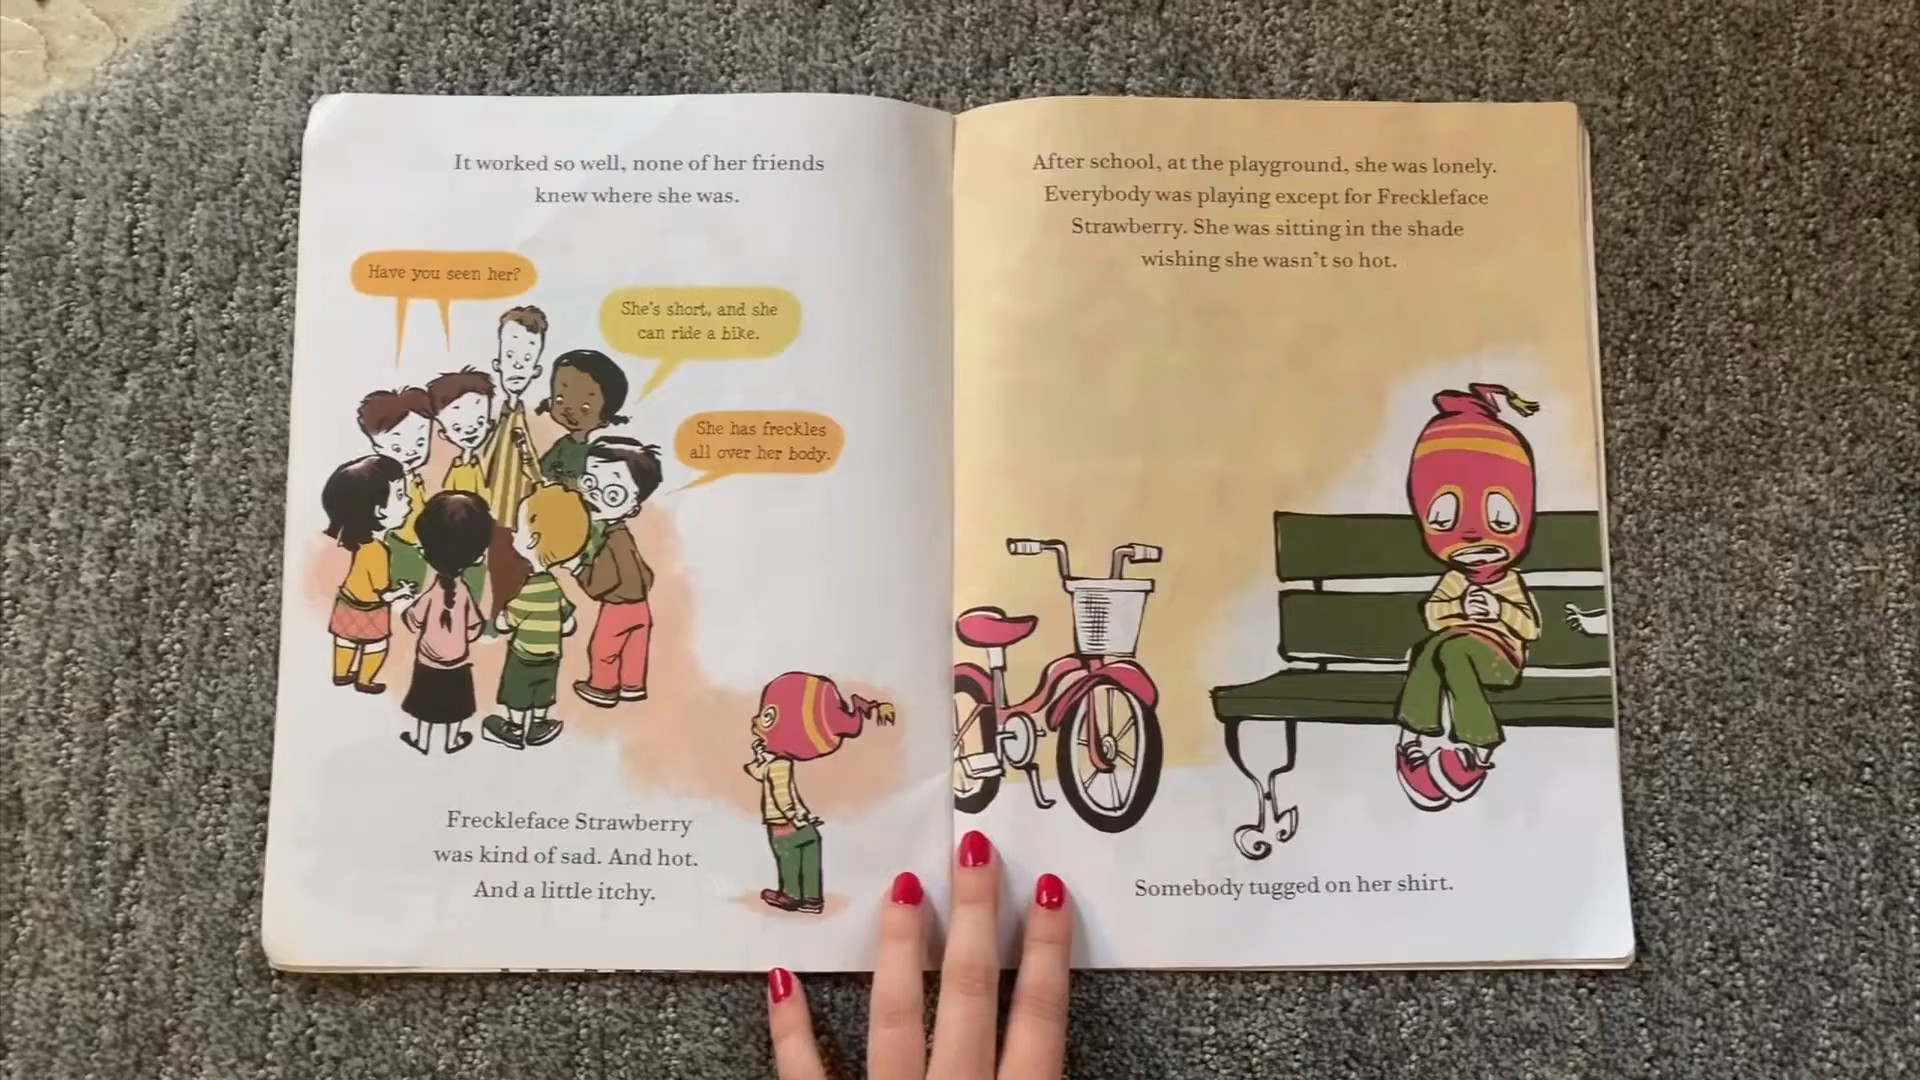 It worked so well, none of her friends
knew where she was.
Have you seen her?
She's short, and she
can ride a bike.
She has freckles
all over her body.
Freckleface Strawberry
was kind of sad. And hot.
And a little itchy.
After school, at the playground, she was lonely.
Everybody was playing except for Freckleface
Strawberry. She was sitting in the shade
wishing she wasn't so hot.
Somebody tugged on her shirt.